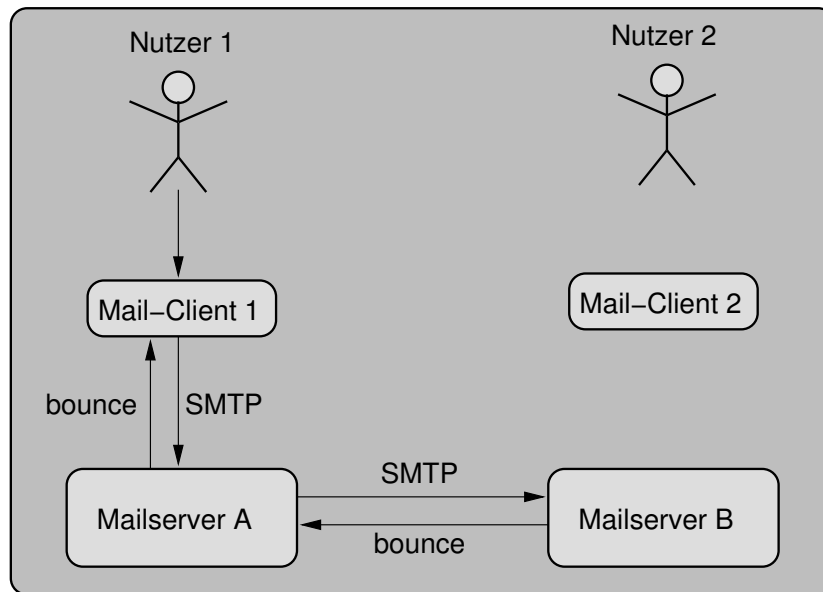 Nutzer 1
Nutzer 2
Mail−Client 1
Mail−Client 2
bounce
SMTP
SMTP
Mailserver A
Mailserver B
bounce